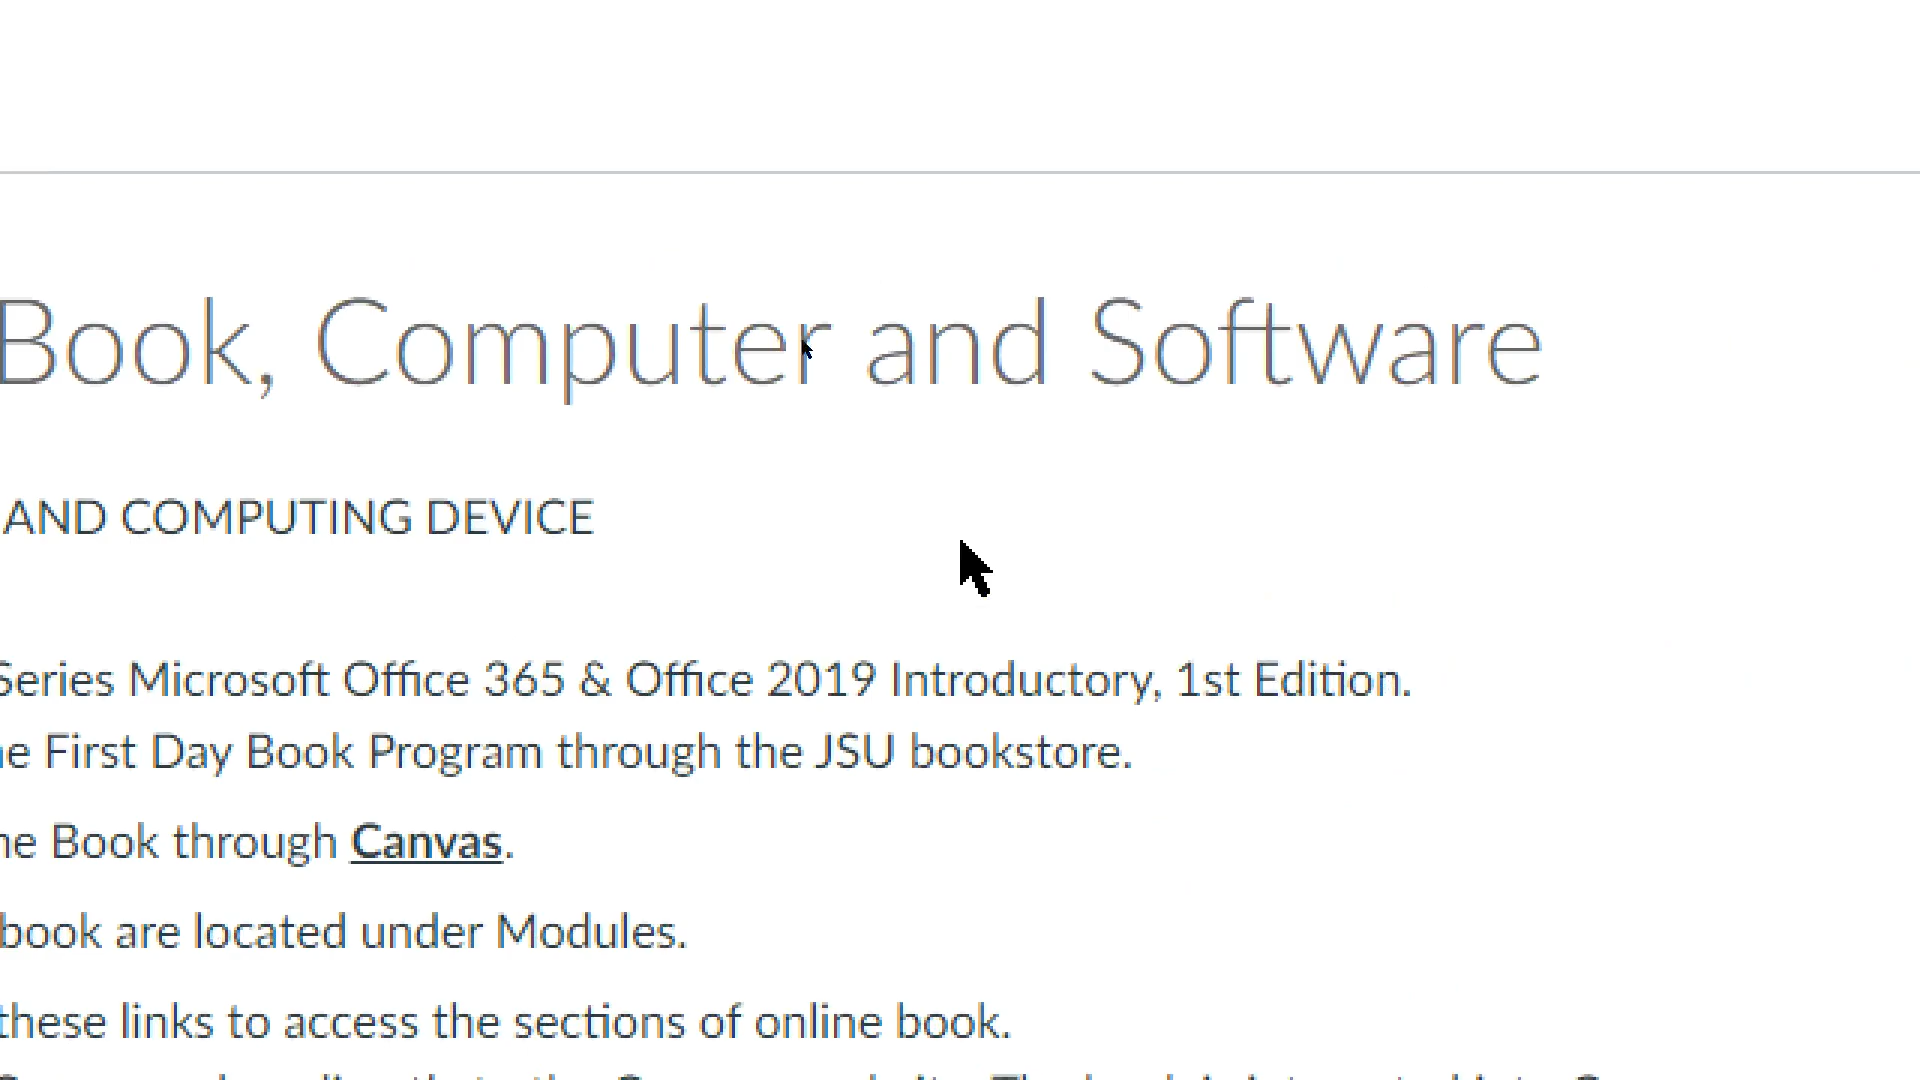 Book, Computer and Software
AND COMPUTING DEVICE
Series Microsoft Office 365 & Office 2019 Introductory, 1st Edition.
First Day Book Program through the JSU bookstore.
Book through Canvas.
book are located under Modules.
these links to access the sections of online book.